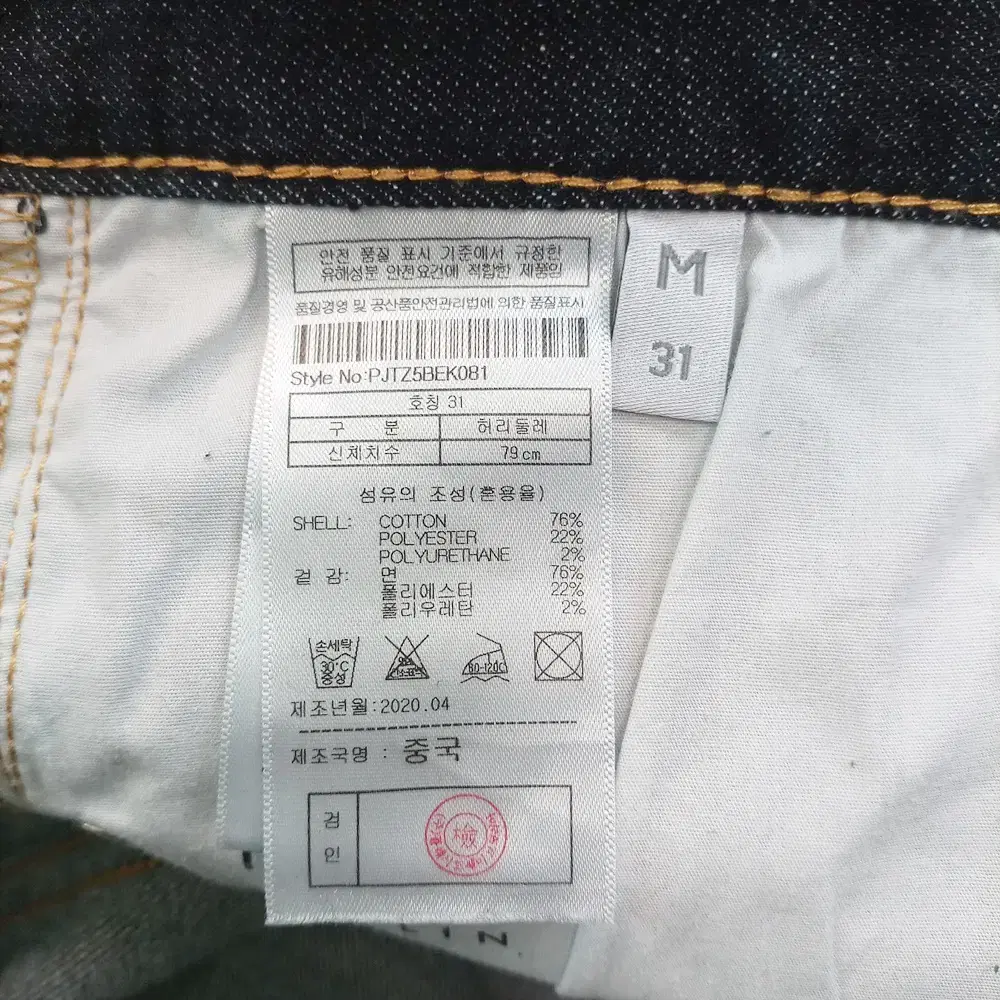 안전 품질 표시 기준에서 규정한
유해성분 안전요건에 적합한 제품임
품질경영 및 공산품안전관리법에 의한 품질표시
Style No:PJTZ5BEK081
호칭 31
구 분 허리둘레
신체치수 79cm
섬유의 조성(혼용율)
SHELL: COTTON 76%
POLYESTER 22%
POLYURETHANE 2%
겉 감: 면 76%
폴리에스터 22%
폴리우레탄 2%
손세탁
30°C
중성
80-120C
제조년월:2020.04
제조국명 : 중국
검
인
檢
M
31